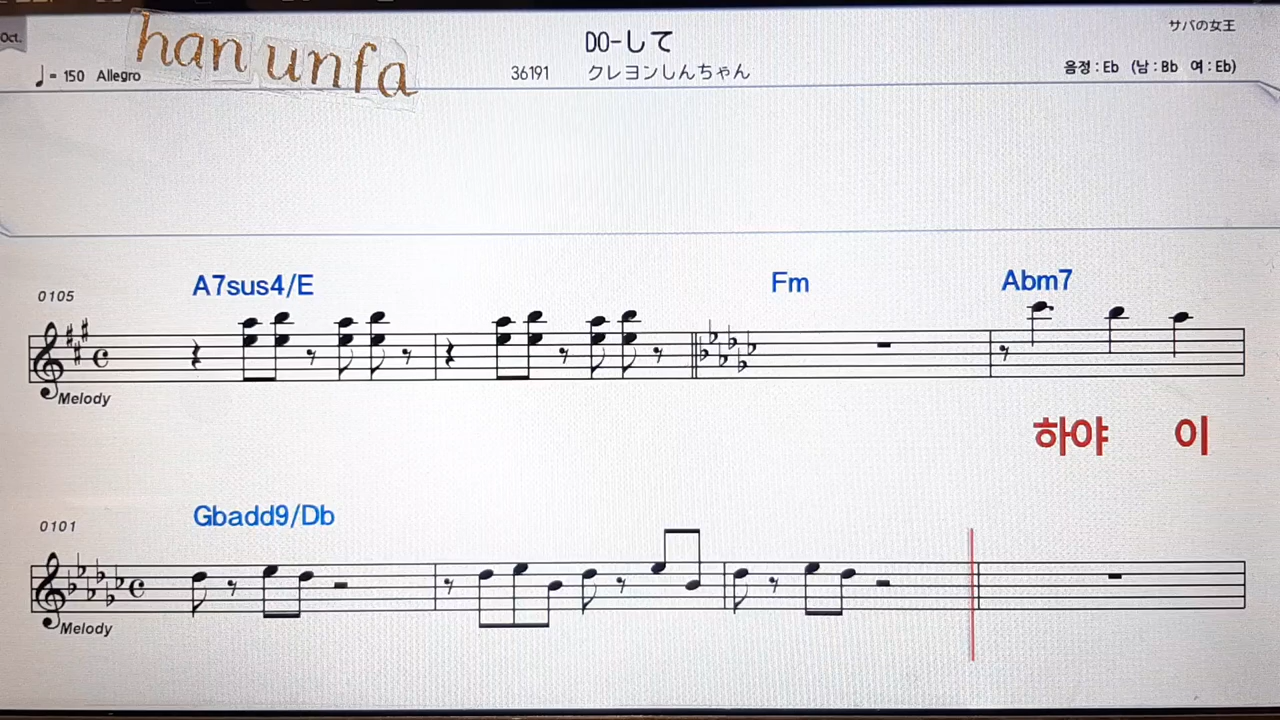 Oct.
han unfa
DO-して
サバの女王
♩= 150 Allegro
36191 クレヨンしんちゃん
음정 : Eb (남 : Bb 여 : Eb)
A7sus4/E Fm Abm7
0105
Melody
하야 이
Gbadd9/Db
0101
Melody